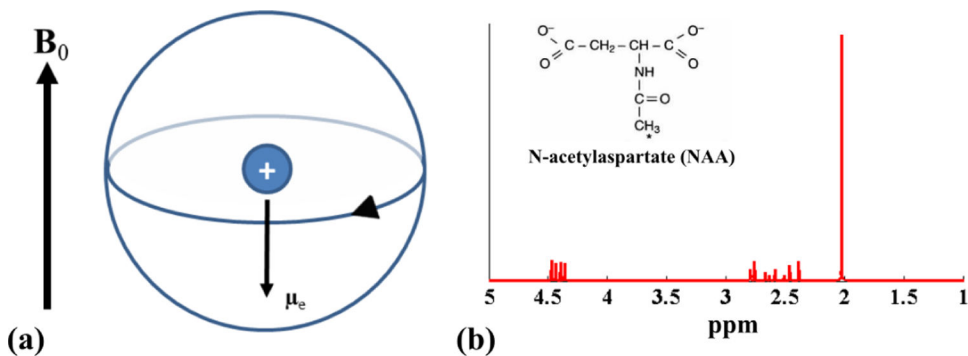 B₀
+
μₑ
(a)
O⁻ O⁻
C–CH₂–CH–C
O NH O
C=O
CH₃
*
N-acetylaspartate (NAA)
5 4.5 4 3.5 3 2.5 2 1.5 1
ppm
(b)